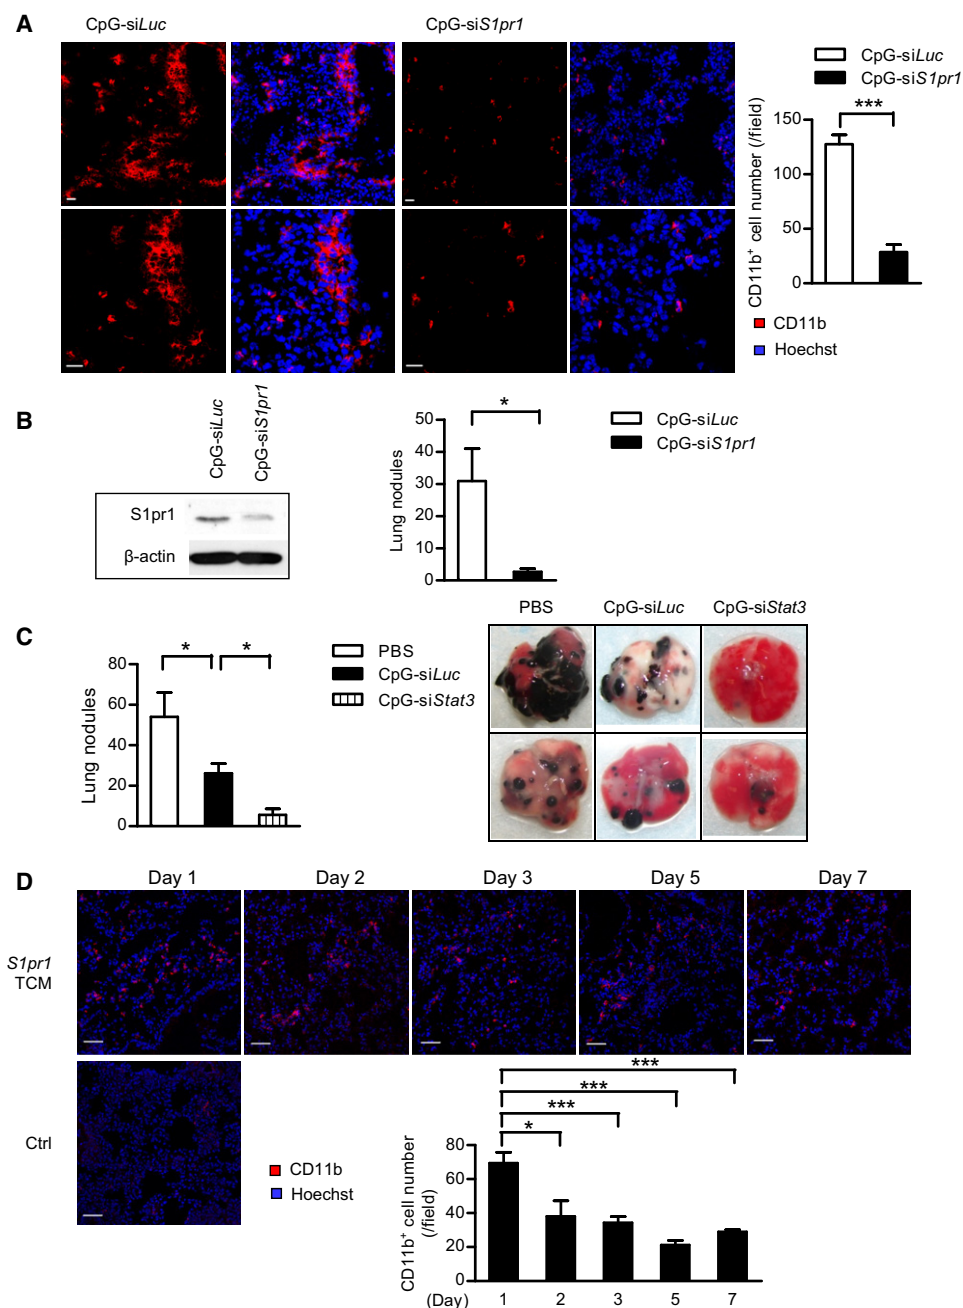 A
CpG-siLuc
CpG-siS1pr1
CpG-siLuc
CpG-siS1pr1
***
CD11b⁺ cell number (/field)
150
100
50
0
CD11b
Hoechst
B
CpG-siLuc
CpG-siS1pr1
S1pr1
β-actin
Lung nodules
50
40
30
20
10
0
*
CpG-siLuc
CpG-siS1pr1
C
Lung nodules
80
60
40
20
0
*
*
PBS
CpG-siLuc
CpG-siStat3
PBS
CpG-siLuc
CpG-siStat3
D
Day 1
Day 2
Day 3
Day 5
Day 7
S1pr1
TCM
Ctrl
CD11b
Hoechst
***
***
***
*
CD11b⁺ cell number
(/field)
80
60
40
20
0
(Day)
1
2
3
5
7